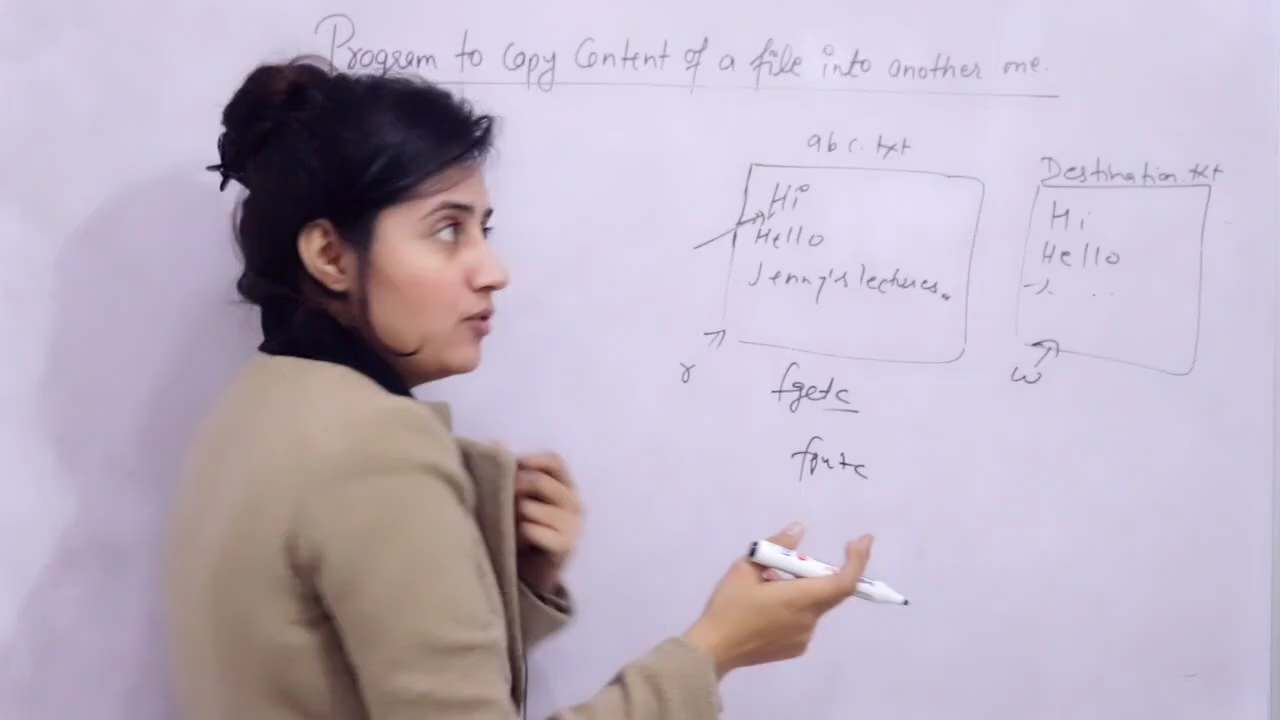 Program to Copy Content of a file into another one.
abc.txt
Hi
Hello
Jenny's lectures..
r
fgetc
fputc
Destination.txt
Hi
Hello
w